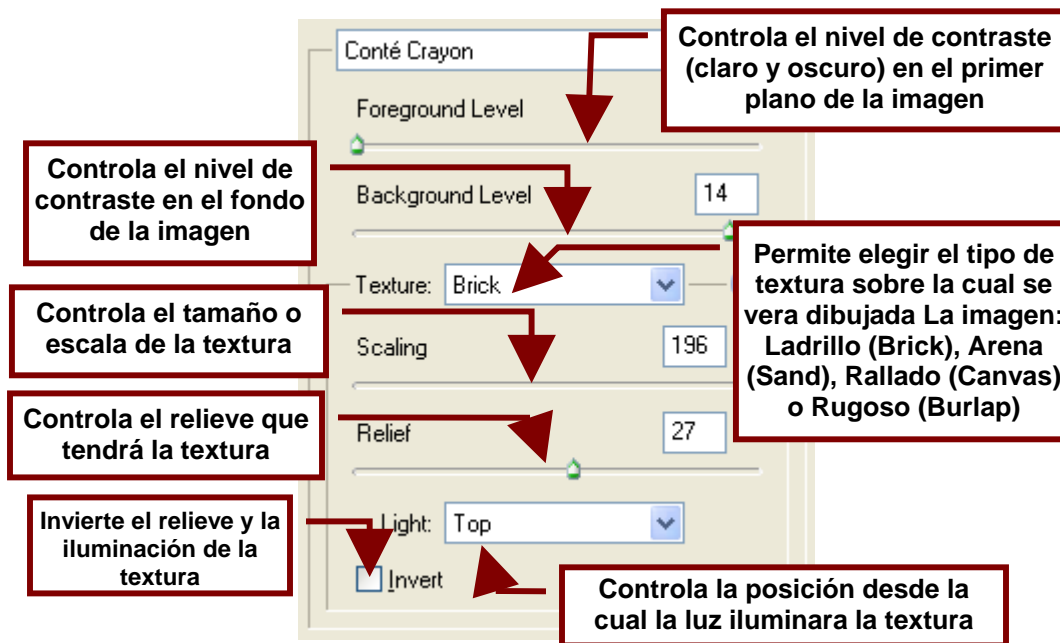 Conté Crayon
Controla el nivel de contraste
(claro y oscuro) en el primer
plano de la imagen
Foreground Level
Controla el nivel de
contraste en el fondo
de la imagen
Background Level
14
Permite elegir el tipo de
textura sobre la cual se
vera dibujada La imagen:
Ladrillo (Brick), Arena
(Sand), Rallado (Canvas)
o Rugoso (Burlap)
Texture:
Brick
Controla el tamaño o
escala de la textura
Scaling
196
Controla el relieve que
tendrá la textura
Relief
27
Invierte el relieve y la
iluminación de la
textura
Light:
Top
Invert
Controla la posición desde la
cual la luz iluminara la textura